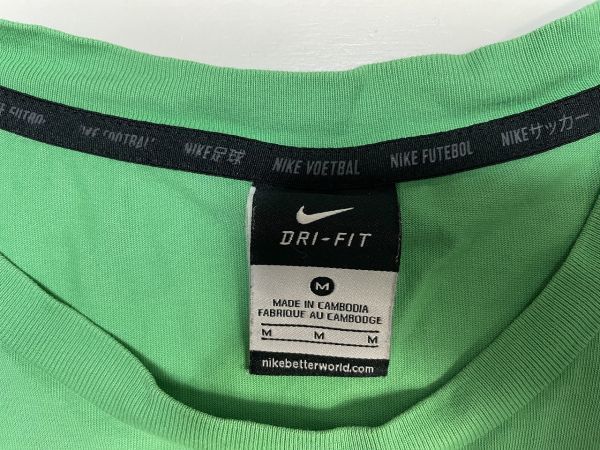 NIKE FOOTBALL NIKE足球 NIKE VOETBAL NIKE FUTEBOL NIKEサッカー
DRI-FIT
M
MADE IN CAMBODIA
FABRIQUE AU CAMBODGE
M M M
nikebetterworld.com